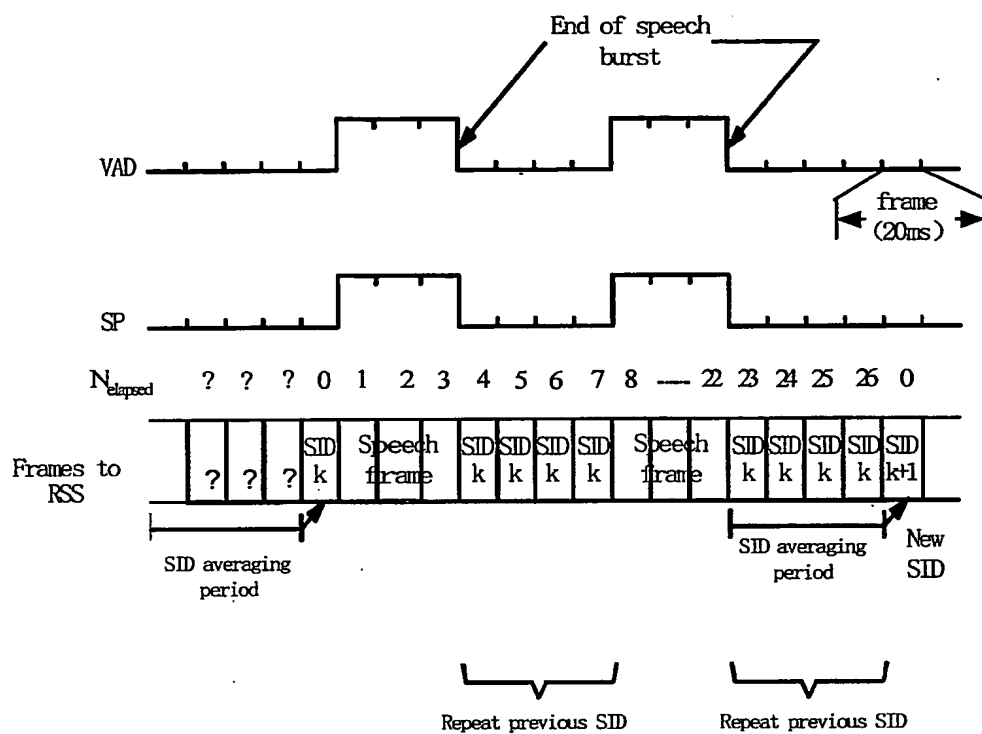 End of speech
burst
VAD
frame
(20ms)
SP
Nelapsed ? ? ? 0 1 2 3 4 5 6 7 8 — 22 23 24 25 26 0
Frames to
RSS
? ? ? SID k Speech frame SID k SID k SID k SID k Speech frame SID k SID k SID k SID k SID k+1
SID averaging
period
SID averaging
period
New
SID
Repeat previous SID
Repeat previous SID